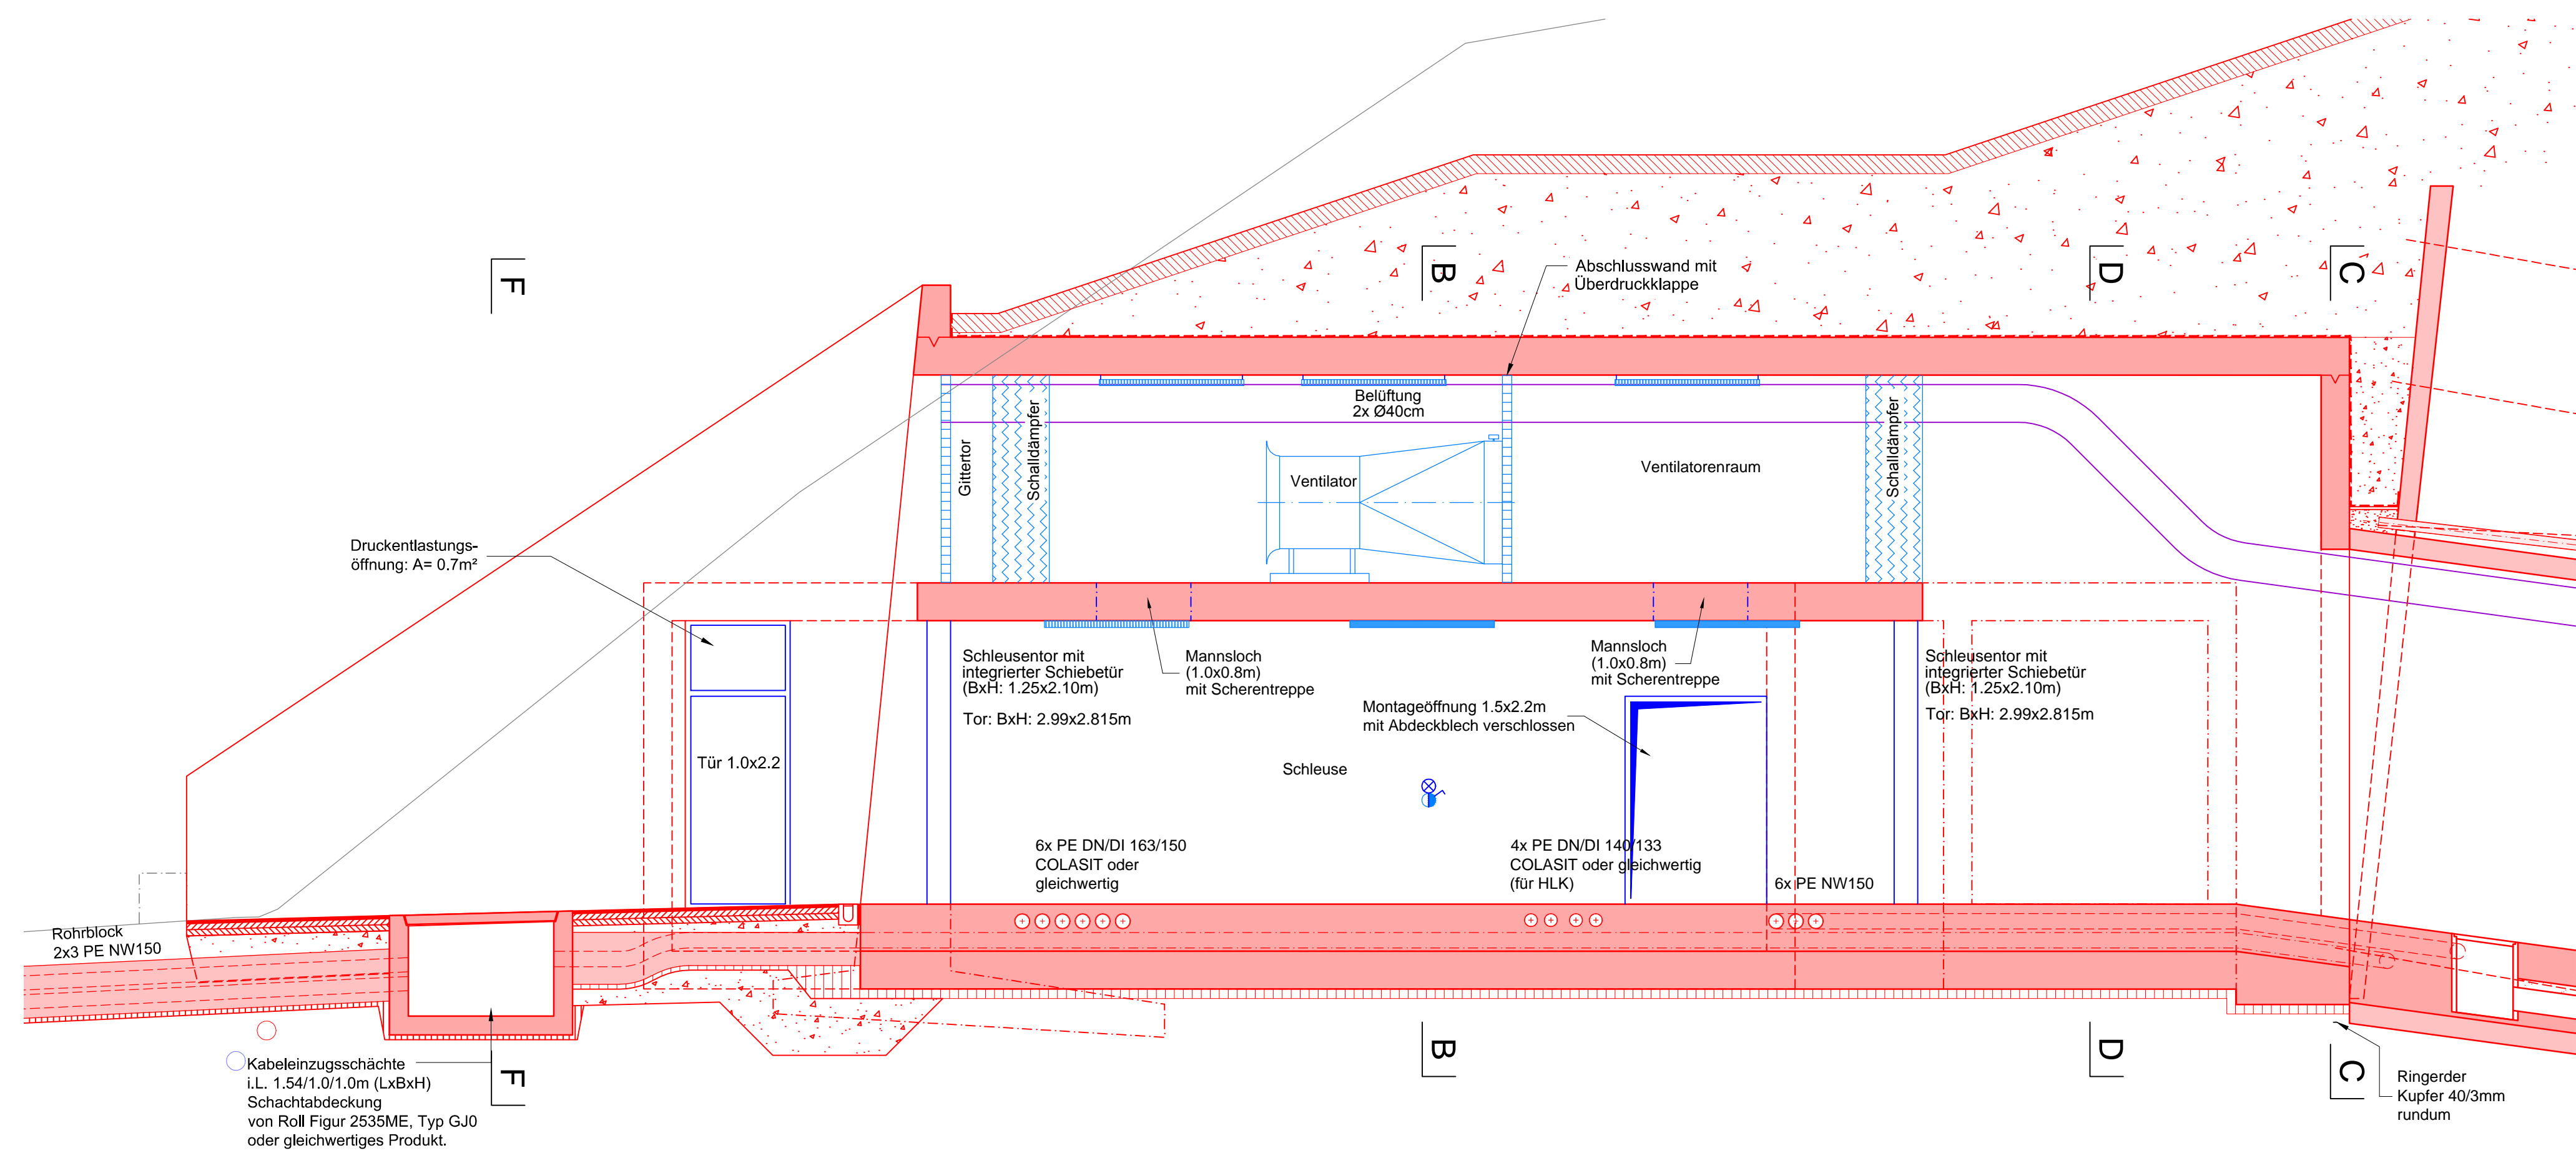 F
B
D
C
Abschlusswand mit
Überdruckklappe
Belüftung
2x Ø40cm
Gittertor
Schalldämpfer
Ventilator
Ventilatorenraum
Schalldämpfer
Druckentlastungs-
öffnung: A= 0.7m²
Schleusentor mit
integrierter Schiebetür
(BxH: 1.25x2.10m)
Tor: BxH: 2.99x2.815m
Mannsloch
(1.0x0.8m)
mit Scherentreppe
Mannsloch
(1.0x0.8m)
mit Scherentreppe
Schleusentor mit
integrierter Schiebetür
(BxH: 1.25x2.10m)
Tor: BxH: 2.99x2.815m
Montageöffnung 1.5x2.2m
mit Abdeckblech verschlossen
Tür 1.0x2.2
Schleuse
6x PE DN/DI 163/150
COLASIT oder
gleichwertig
4x PE DN/DI 140/133
COLASIT oder gleichwertig
(für HLK)
6x PE NW150
Rohrblock
2x3 PE NW150
Kabeleinzugsschächte
i.L. 1.54/1.0/1.0m (LxBxH)
Schachtabdeckung
von Roll Figur 2535ME, Typ GJ0
oder gleichwertiges Produkt.
F
B
D
C
Ringerder
Kupfer 40/3mm
rundum